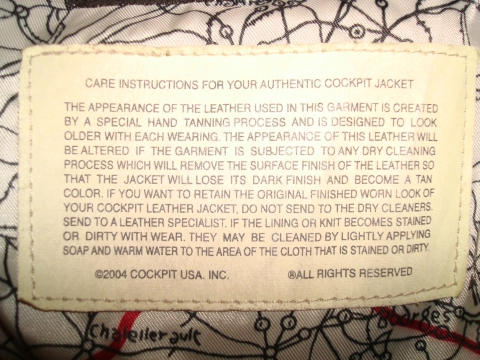 CARE INSTRUCTIONS FOR YOUR AUTHENTIC COCKPIT JACKET
THE APPEARANCE OF THE LEATHER USED IN THIS GARMENT IS CREATED
BY A SPECIAL HAND TANNING PROCESS AND IS DESIGNED TO LOOK
OLDER WITH EACH WEARING. THE APPEARANCE OF THIS LEATHER WILL
BE ALTERED IF THE GARMENT IS SUBJECTED TO ANY DRY CLEANING
PROCESS WHICH WILL REMOVE THE SURFACE FINISH OF THE LEATHER SO
THAT THE JACKET WILL LOSE ITS DARK FINISH AND BECOME A TAN
COLOR. IF YOU WANT TO RETAIN THE ORIGINAL FINISHED WORN LOOK OF
YOUR COCKPIT LEATHER JACKET, DO NOT SEND TO THE DRY CLEANERS.
SEND TO A LEATHER SPECIALIST. IF THE LINING OR KNIT BECOMES STAINED
OR DIRTY WITH WEAR. THEY MAY BE CLEANED BY LIGHTLY APPLYING
SOAP AND WARM WATER TO THE AREA OF THE CLOTH THAT IS STAINED OR DIRTY.
©2004 COCKPIT USA. INC. ®ALL RIGHTS RESERVED
Chatellerault